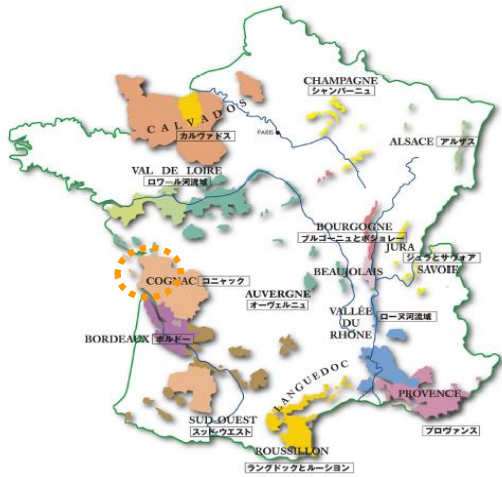 CHAMPAGNE
シャンパーニュ
CALVADOS
カルヴァドス
PARIS
ALSACE アルザス
VAL DE LOIRE
ロワール河流域
BOURGOGNE
ブルゴーニュとボジョレー
JURA
ジュラとサヴォア
SAVOIE
BEAUJOLAIS
COGNAC コニャック
AUVERGNE
オーヴェルニュ
VALLÉE
DU
RHÔNE
ローヌ河流域
BORDEAUX ボルドー
LANGUEDOC
PROVENCE
プロヴァンス
SUD-OUEST
スッド・ウエスト
ROUSSILLON
ラングドックとルーション